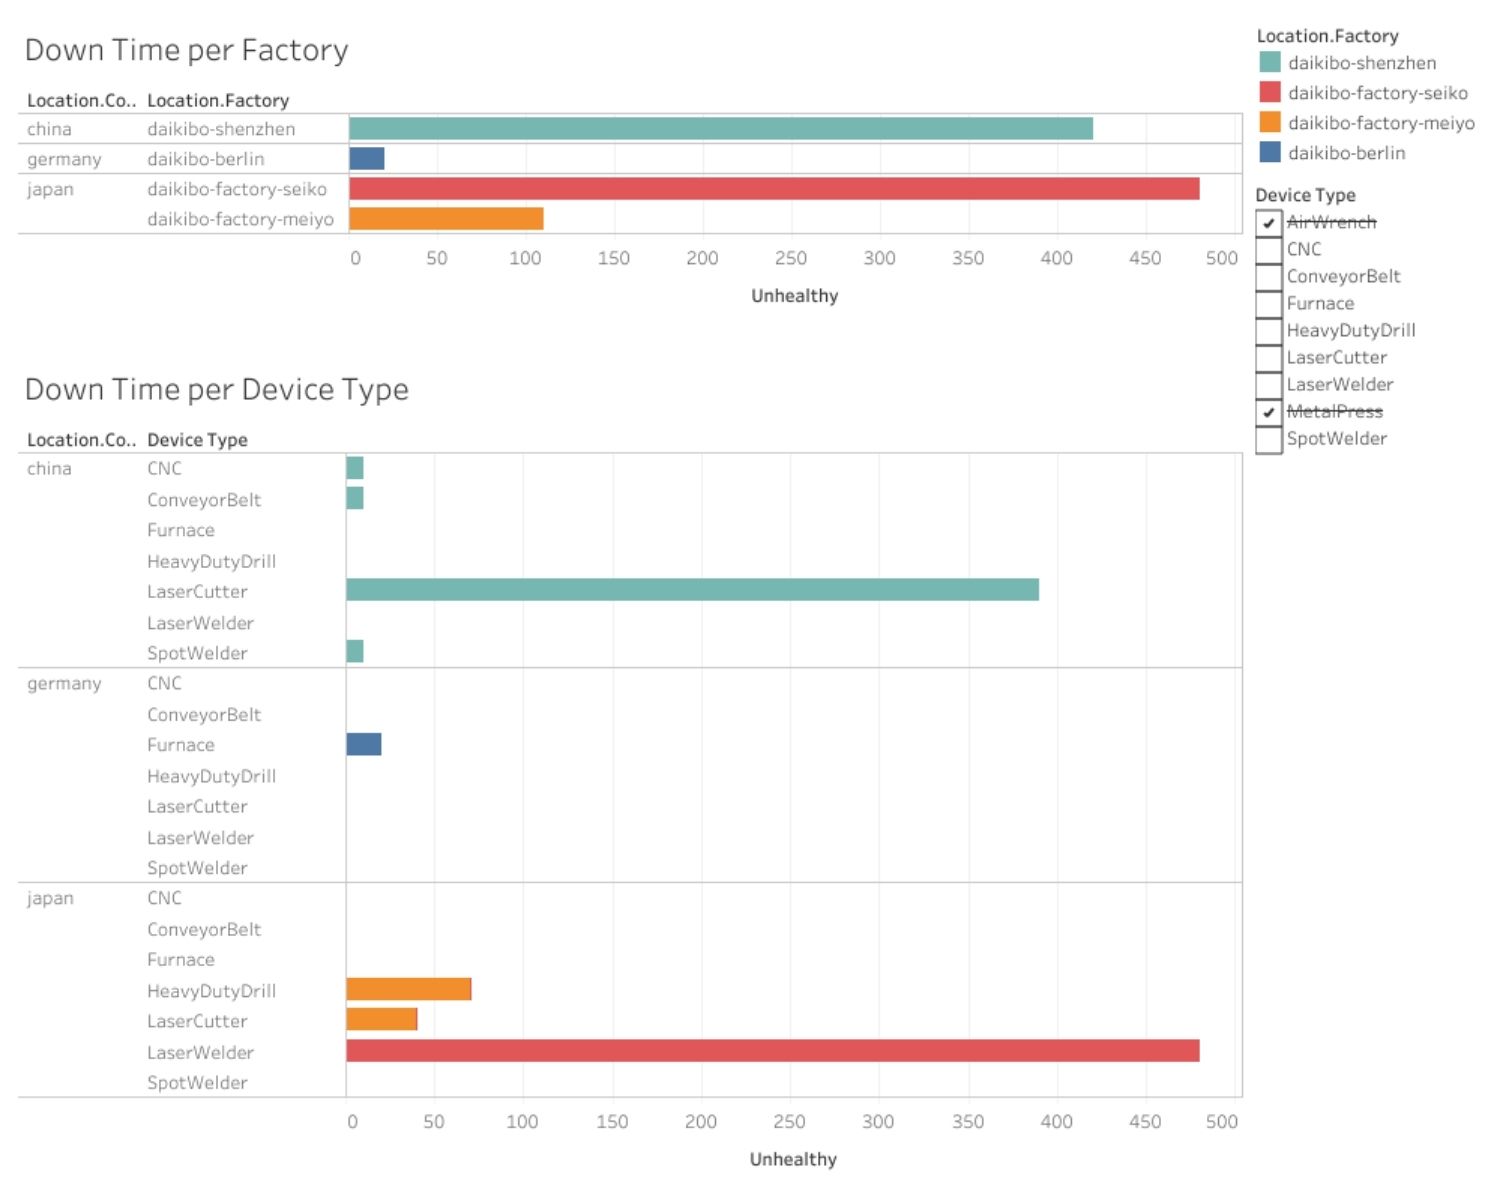 Down Time per Factory
Location.Co.. Location.Factory
china daikibo-shenzhen
germany daikibo-berlin
japan daikibo-factory-seiko
daikibo-factory-meiyo
0 50 100 150 200 250 300 350 400 450 500
Unhealthy
Down Time per Device Type
Location.Co.. Device Type
china CNC
ConveyorBelt
Furnace
HeavyDutyDrill
LaserCutter
LaserWelder
SpotWelder
germany CNC
ConveyorBelt
Furnace
HeavyDutyDrill
LaserCutter
LaserWelder
SpotWelder
japan CNC
ConveyorBelt
Furnace
HeavyDutyDrill
LaserCutter
LaserWelder
SpotWelder
0 50 100 150 200 250 300 350 400 450 500
Unhealthy
Location.Factory
daikibo-shenzhen
daikibo-factory-seiko
daikibo-factory-meiyo
daikibo-berlin
Device Type
AirWrench
CNC
ConveyorBelt
Furnace
HeavyDutyDrill
LaserCutter
LaserWelder
MetalPress
SpotWelder